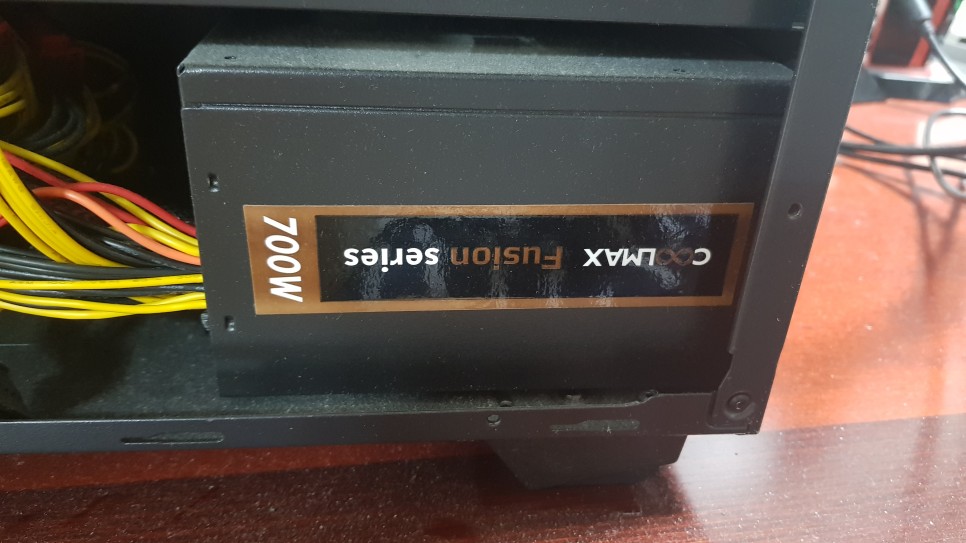 COOLMAX Fusion series
700W